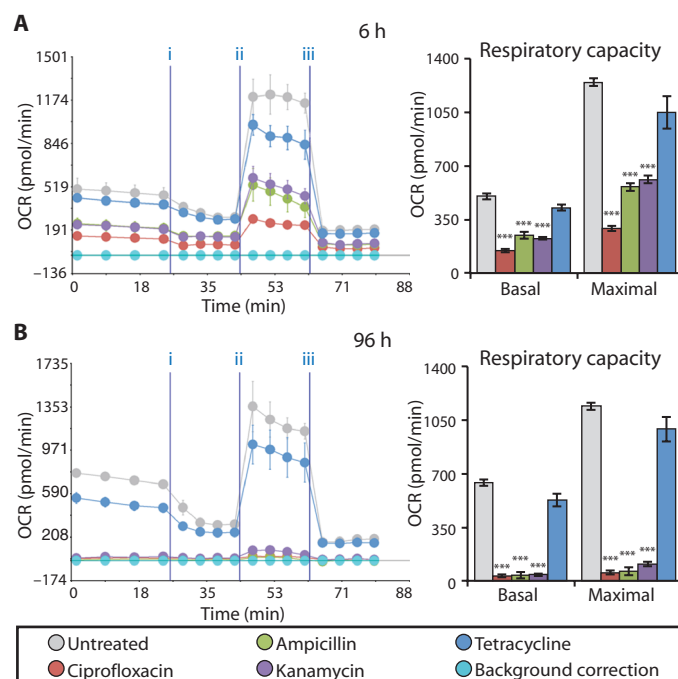 A
6 h
i ii iii
OCR (pmol/min)
1501
1174
846
519
191
–136
0 18 35 53 71 88
Time (min)
Respiratory capacity
OCR (pmol/min)
1400
1050
700
350
0
*** *** ***
*** *** ***
Basal Maximal
B
96 h
i ii iii
OCR (pmol/min)
1735
1353
971
590
208
–174
0 18 35 53 71 88
Time (min)
Respiratory capacity
OCR (pmol/min)
1400
700
350
0
*** *** ***
*** *** ***
Basal Maximal
Untreated Ampicillin Tetracycline
Ciprofloxacin Kanamycin Background correction